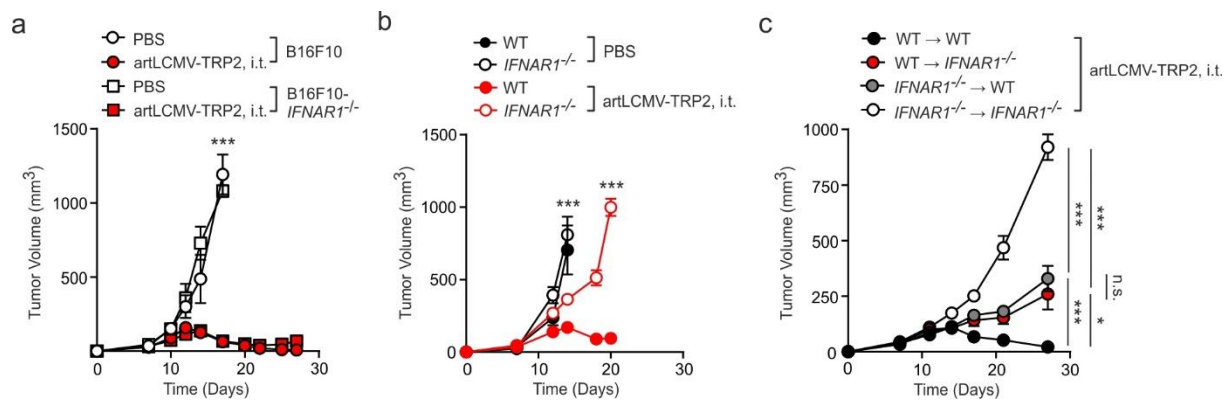 a
PBS
artLCMV-TRP2, i.t.
B16F10
PBS
artLCMV-TRP2, i.t.
B16F10-
IFNAR1-/-
***
1500
1000
500
0
0
10
20
30
Tumor Volume (mm3)
Time (Days)
b
WT
IFNAR1-/-
PBS
WT
IFNAR1-/-
artLCMV-TRP2, i.t.
***
***
1500
1000
500
0
0
10
20
30
Tumor Volume (mm3)
Time (Days)
c
WT → WT
WT → IFNAR1-/-
IFNAR1-/- → WT
IFNAR1-/- → IFNAR1-/-
artLCMV-TRP2, i.t.
1000
750
500
250
0
0
10
20
30
Tumor Volume (mm3)
Time (Days)
***
***
n.s.
***
*